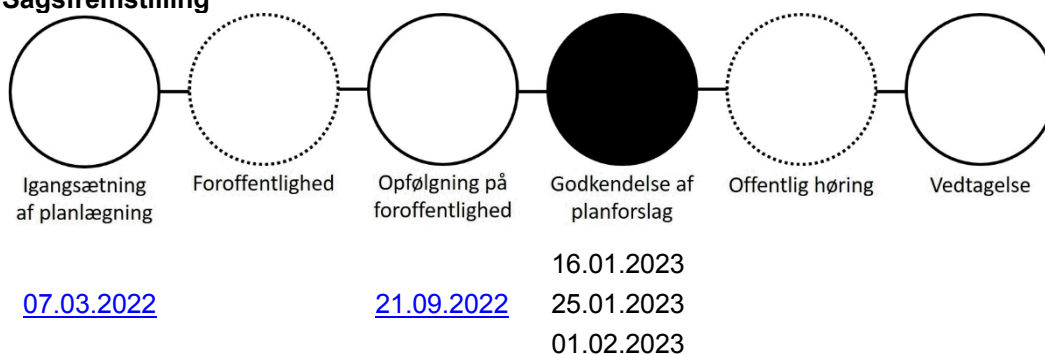 Sagsfremstilling
Igangsætning
af planlægning
Foroffentlighed
Opfølgning på
foroffentlighed
Godkendelse af
planforslag
Offentlig høring
Vedtagelse
07.03.2022
21.09.2022
16.01.2023
25.01.2023
01.02.2023